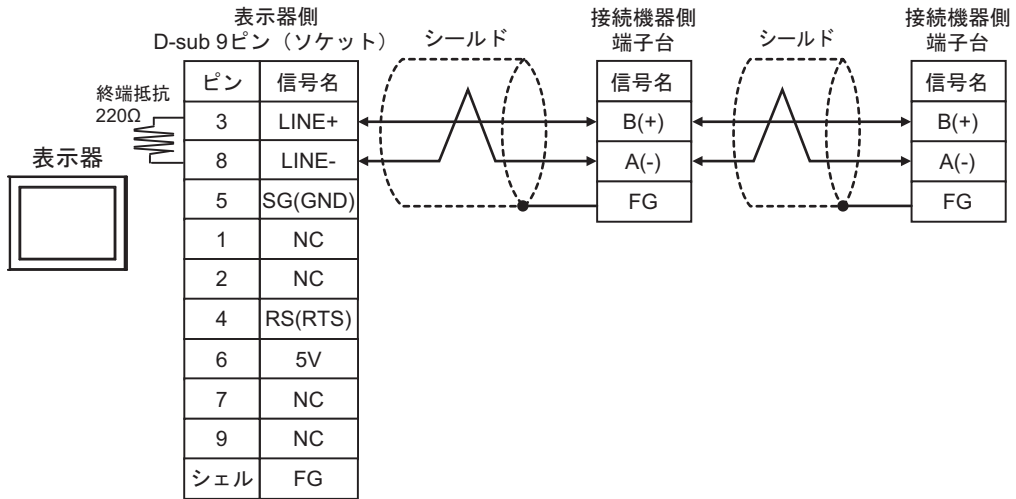 表示器側
D-sub 9ピン（ソケット）
シールド
接続機器側
端子台
シールド
接続機器側
端子台
終端抵抗
220Ω
表示器
ピン 信号名
3 LINE+
8 LINE-
5 SG(GND)
1 NC
2 NC
4 RS(RTS)
6 5V
7 NC
9 NC
シェル FG
信号名
B(+)
A(-)
FG
信号名
B(+)
A(-)
FG